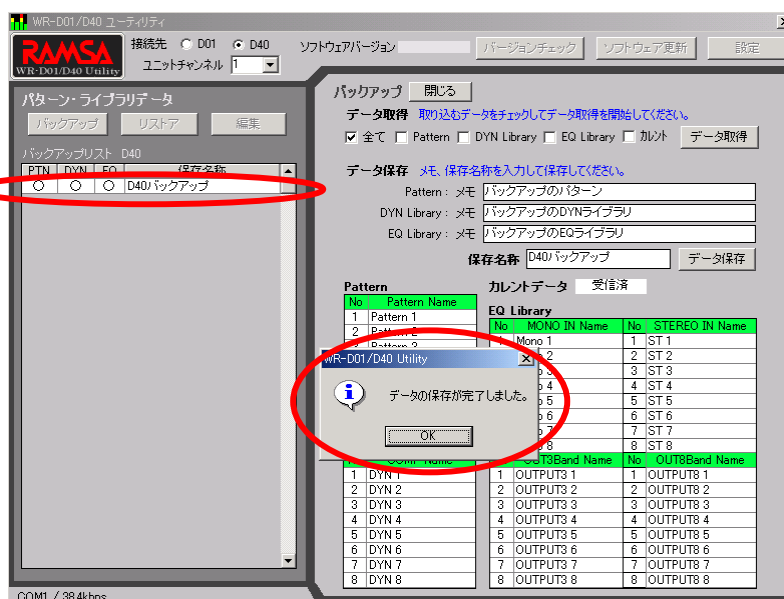 WR-D01/D40 ユーティリティ
RAMSA
WR-D01/D40 Utility
接続先 D01 D40
ユニットチャンネル 1
ソフトウェアバージョン
バージョンチェック
ソフトウェア更新
設定
パターン・ライブラリデータ
バックアップ
リストア
編集
バックアップリスト D40
PTN DYN EQ 保存名称
○ ○ ○ D40バックアップ
バックアップ 閉じる
データ取得 取り込むデータをチェックしてデータ取得を開始してください。
全て Pattern DYN Library EQ Library カレント データ取得
データ保存 メモ、保存名称を入力して保存してください。
Pattern : メモ バックアップのパターン
DYN Library : メモ バックアップのDYNライブラリ
EQ Library : メモ バックアップのEQライブラリ
保存名称 D40バックアップ データ保存
カレントデータ 受信済
Pattern
No Pattern Name
1 Pattern 1
2 Pattern 2
Pattern 3
EQ Library
No MONO IN Name No STEREO IN Name
Mono 1 1 ST 1
2 2 ST 2
3 3 ST 3
4 4 ST 4
5 5 ST 5
6 6 ST 6
7 7 ST 7
8 8 ST 8
WR-D01/D40 Utility
データの保存が完了しました。
OK
No COMP Name
1 DYN 1
2 DYN 2
3 DYN 3
4 DYN 4
5 DYN 5
6 DYN 6
7 DYN 7
8 DYN 8
OUT3Band Name No OUT8Band Name
1 OUTPUT3 1 1 OUTPUT8 1
2 OUTPUT3 2 2 OUTPUT8 2
3 OUTPUT3 3 3 OUTPUT8 3
4 OUTPUT3 4 4 OUTPUT8 4
5 OUTPUT3 5 5 OUTPUT8 5
6 OUTPUT3 6 6 OUTPUT8 6
7 OUTPUT3 7 7 OUTPUT8 7
8 OUTPUT3 8 8 OUTPUT8 8
COM1 / 38.4kbps